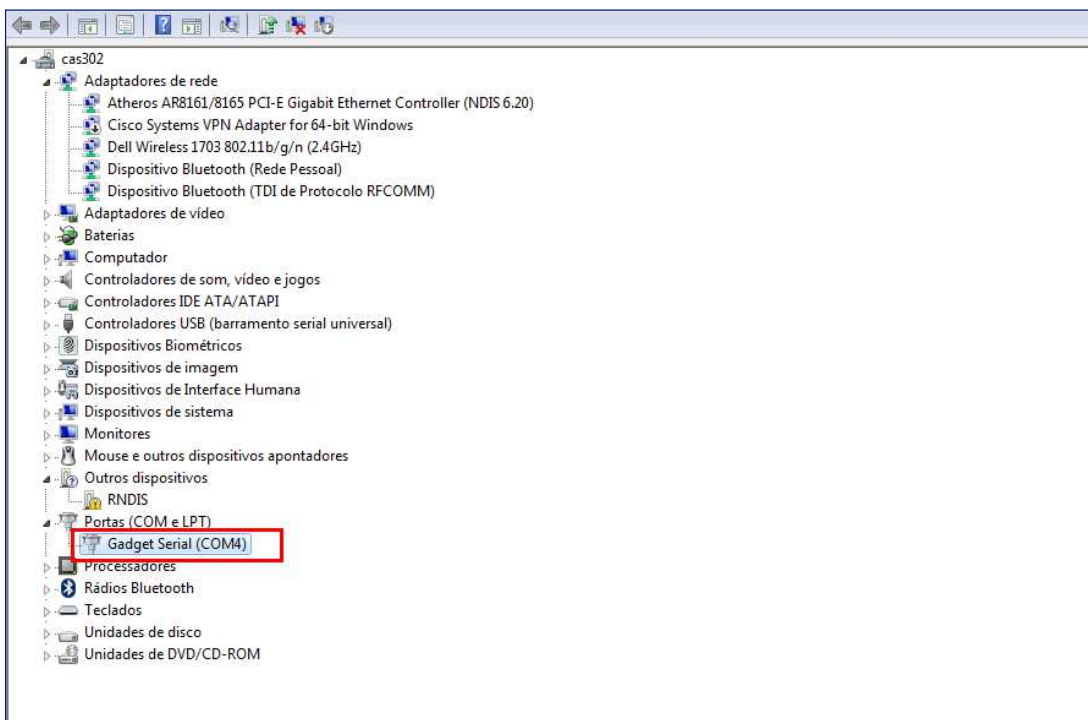 cas302
Adaptadores de rede
Atheros AR8161/8165 PCI-E Gigabit Ethernet Controller (NDIS 6.20)
Cisco Systems VPN Adapter for 64-bit Windows
Dell Wireless 1703 802.11b/g/n (2.4GHz)
Dispositivo Bluetooth (Rede Pessoal)
Dispositivo Bluetooth (TDI de Protocolo RFCOMM)
Adaptadores de vídeo
Baterias
Computador
Controladores de som, vídeo e jogos
Controladores IDE ATA/ATAPI
Controladores USB (barramento serial universal)
Dispositivos Biométricos
Dispositivos de imagem
Dispositivos de Interface Humana
Dispositivos de sistema
Monitores
Mouse e outros dispositivos apontadores
Outros dispositivos
RNDIS
Portas (COM e LPT)
Gadget Serial (COM4)
Processadores
Rádios Bluetooth
Teclados
Unidades de disco
Unidades de DVD/CD-ROM